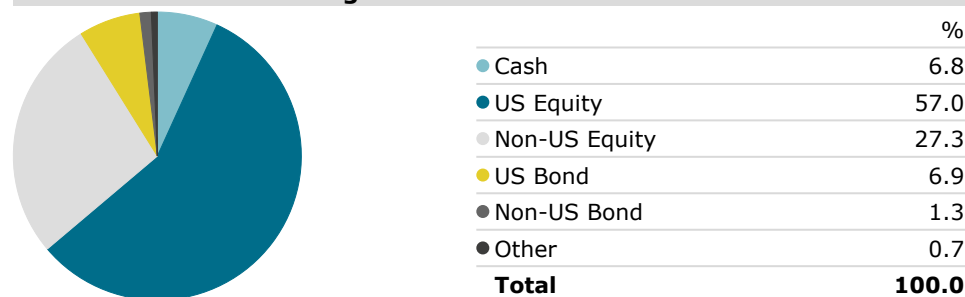 %
Cash 6.8
US Equity 57.0
Non-US Equity 27.3
US Bond 6.9
Non-US Bond 1.3
Other 0.7
Total 100.0